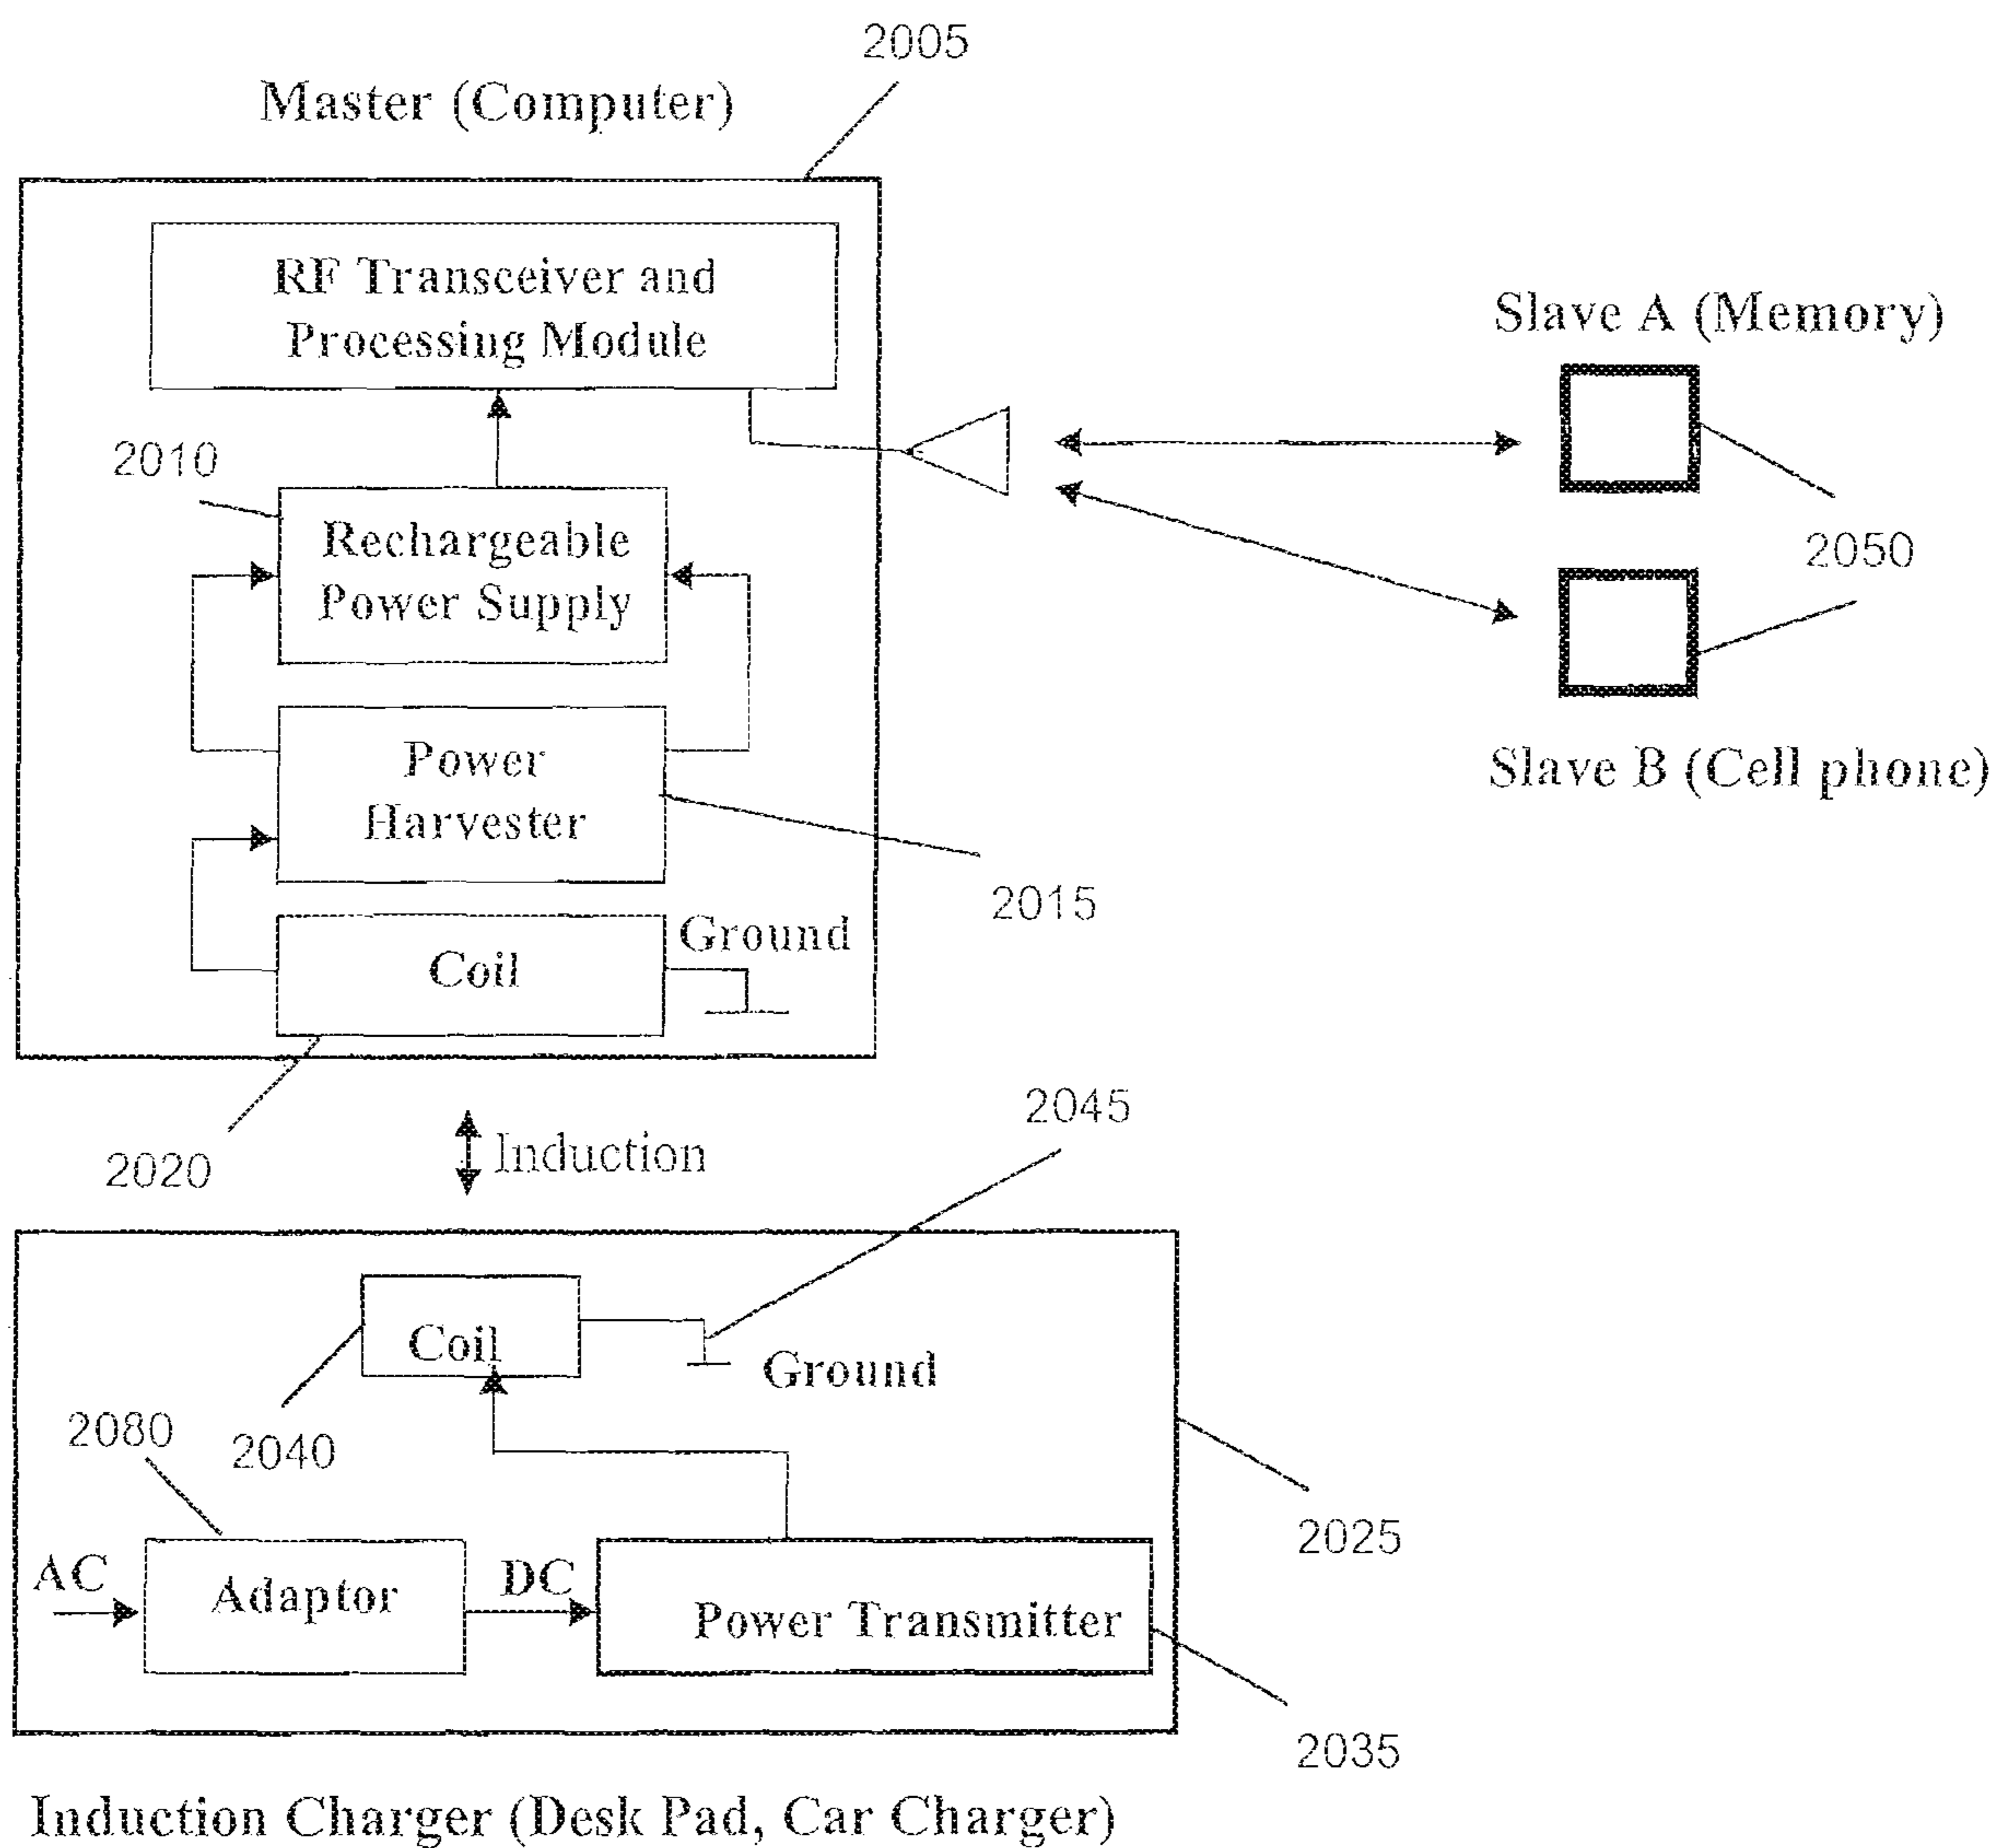 2005
Master (Computer)
RF Transceiver and
Processing Module
Slave A (Memory)
2010
Rechargeable
Power Supply
2050
Slave B (Cell phone)
Power
Harvester
2015
Ground
Coil
2020
Induction
2045
Coil
Ground
2080
2040
2025
AC
Adaptor
DC
Power Transmitter
2035
Induction Charger (Desk Pad, Car Charger)